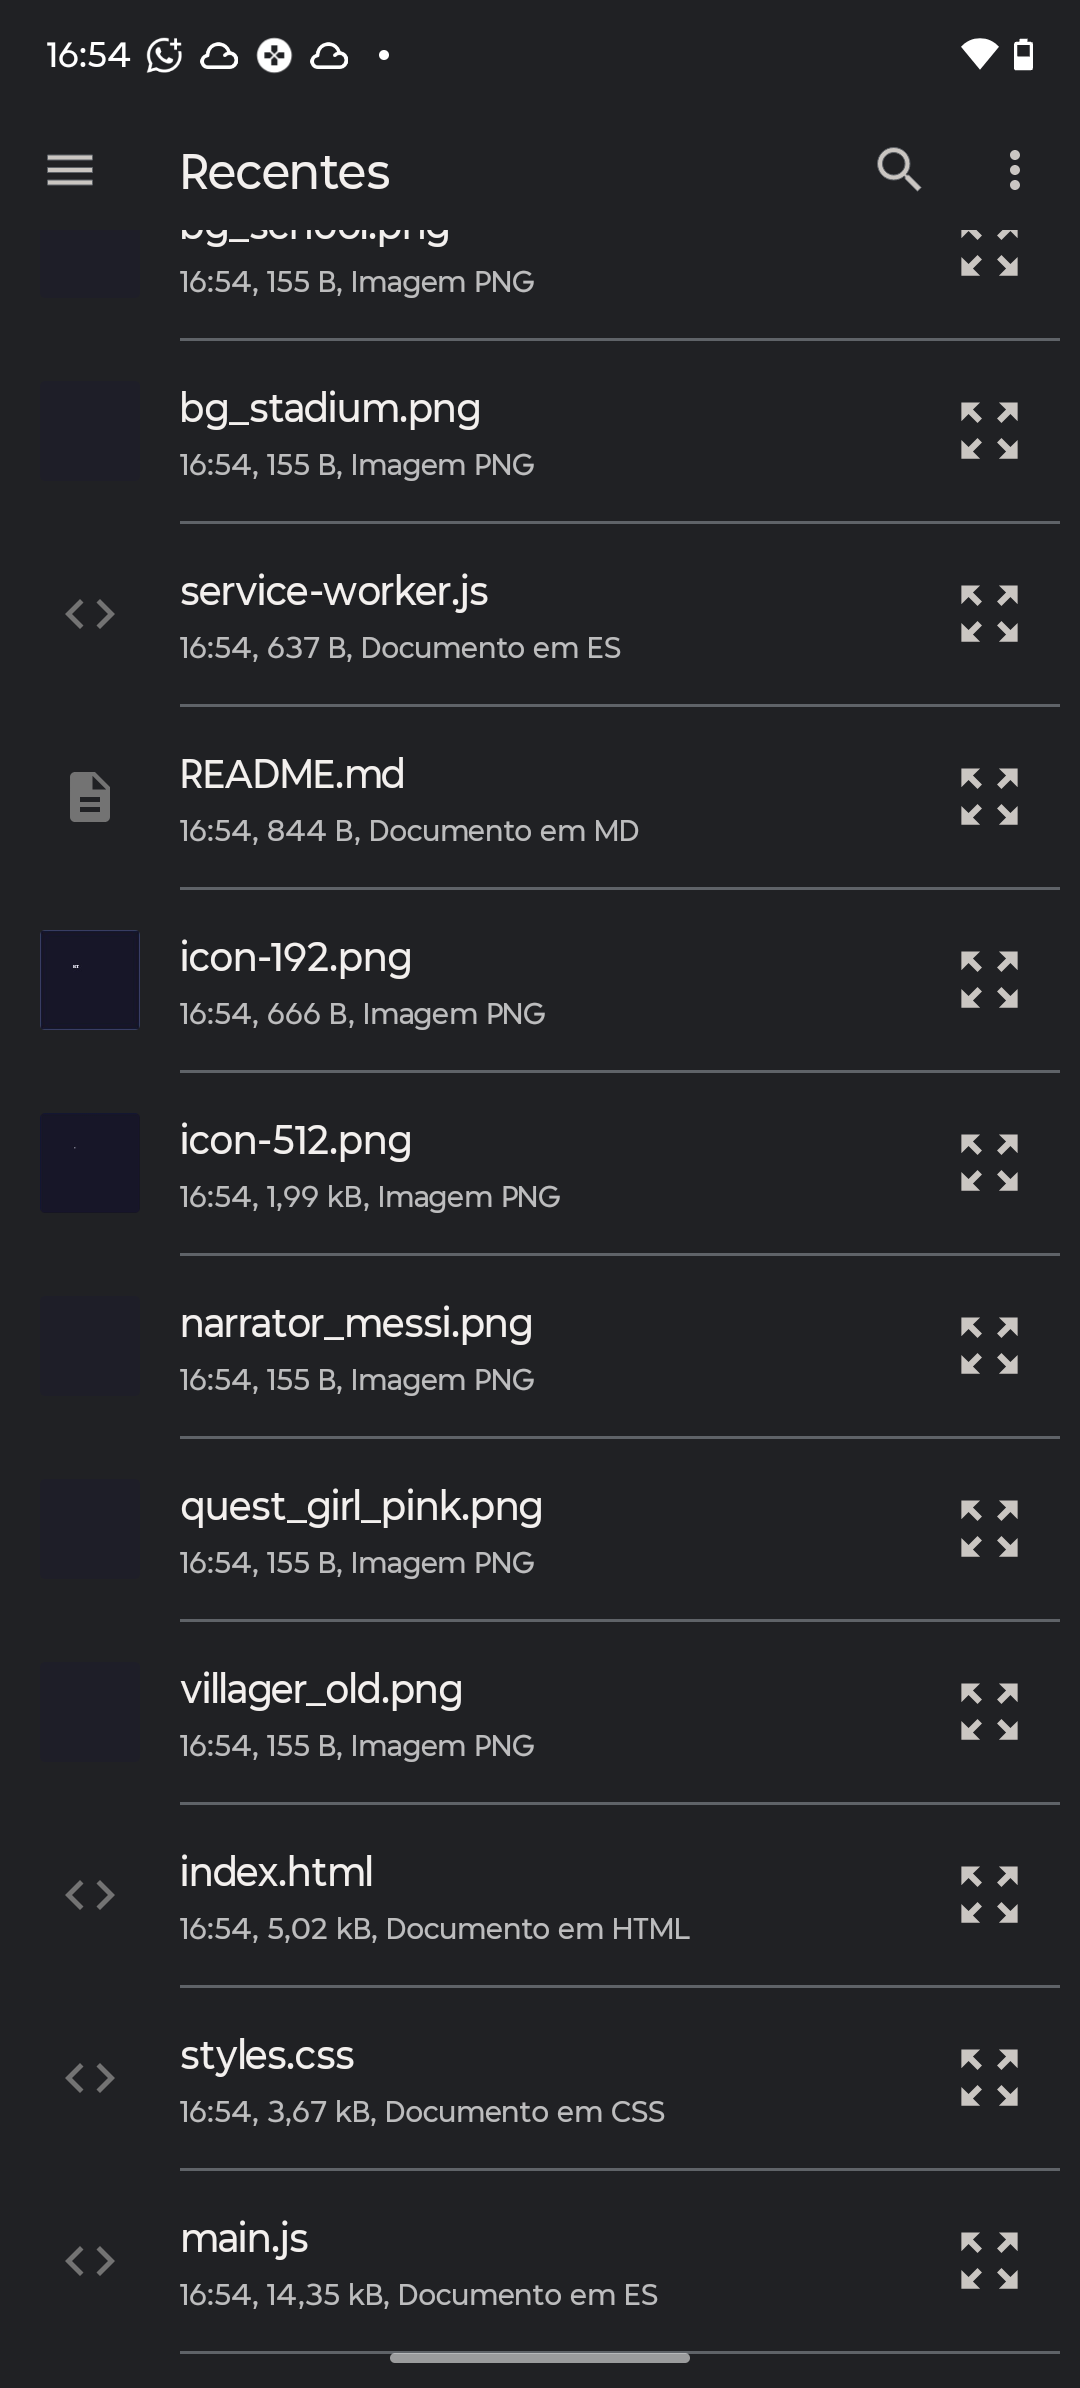 16:54
Recentes
bg_school.png
16:54, 155 B, Imagem PNG
bg_stadium.png
16:54, 155 B, Imagem PNG
service-worker.js
16:54, 637 B, Documento em ES
README.md
16:54, 844 B, Documento em MD
icon-192.png
16:54, 666 B, Imagem PNG
icon-512.png
16:54, 1,99 kB, Imagem PNG
narrator_messi.png
16:54, 155 B, Imagem PNG
quest_girl_pink.png
16:54, 155 B, Imagem PNG
villager_old.png
16:54, 155 B, Imagem PNG
index.html
16:54, 5,02 kB, Documento em HTML
styles.css
16:54, 3,67 kB, Documento em CSS
main.js
16:54, 14,35 kB, Documento em ES